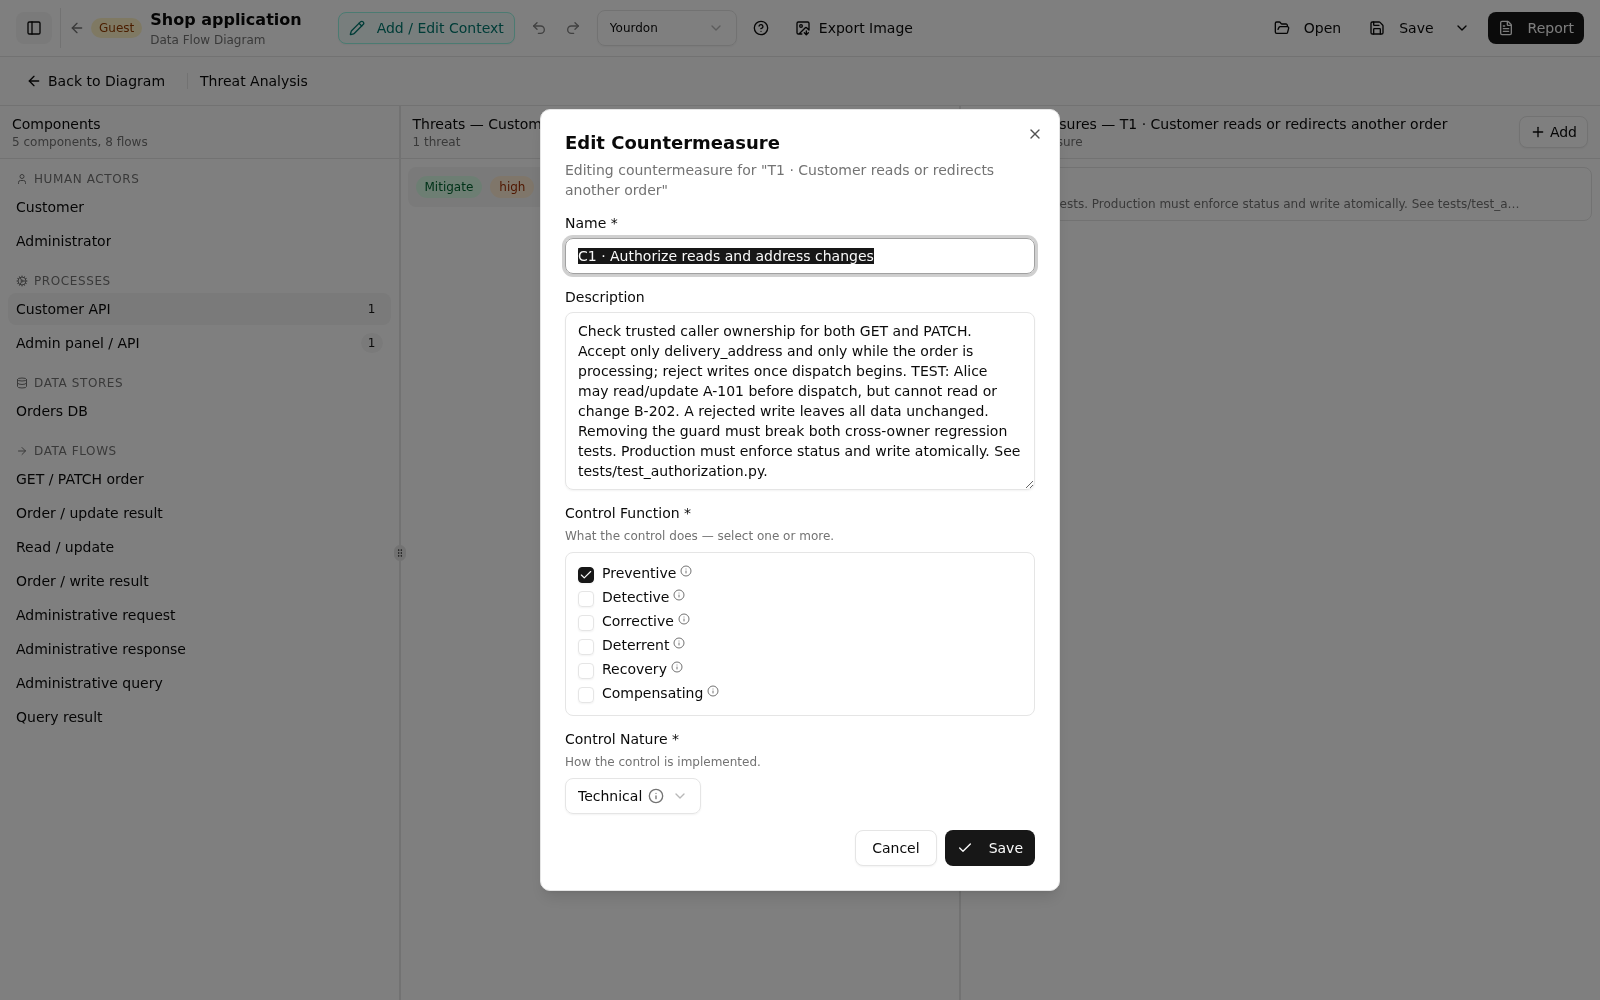 Guest
Shop application
Data Flow Diagram
Add / Edit Context
Yourdon
Export Image
Open
Save
Report
Back to Diagram
Threat Analysis
Components
5 components, 8 flows
HUMAN ACTORS
Customer
Administrator
PROCESSES
Customer API 1
Admin panel / API 1
DATA STORES
Orders DB
DATA FLOWS
GET / PATCH order
Order / update result
Read / update
Order / write result
Administrative request
Administrative response
Administrative query
Query result
Threats — Custom
1 threat
Mitigate high
sures — T1 · Customer reads or redirects another order
sure
Add
ests. Production must enforce status and write atomically. See tests/test_a...
Edit Countermeasure
Editing countermeasure for "T1 · Customer reads or redirects
another order"
Name *
C1 · Authorize reads and address changes
Description
Check trusted caller ownership for both GET and PATCH.
Accept only delivery_address and only while the order is
processing; reject writes once dispatch begins. TEST: Alice
may read/update A-101 before dispatch, but cannot read or
change B-202. A rejected write leaves all data unchanged.
Removing the guard must break both cross-owner regression
tests. Production must enforce status and write atomically. See
tests/test_authorization.py.
Control Function *
What the control does — select one or more.
Preventive
Detective
Corrective
Deterrent
Recovery
Compensating
Control Nature *
How the control is implemented.
Technical
Cancel
Save